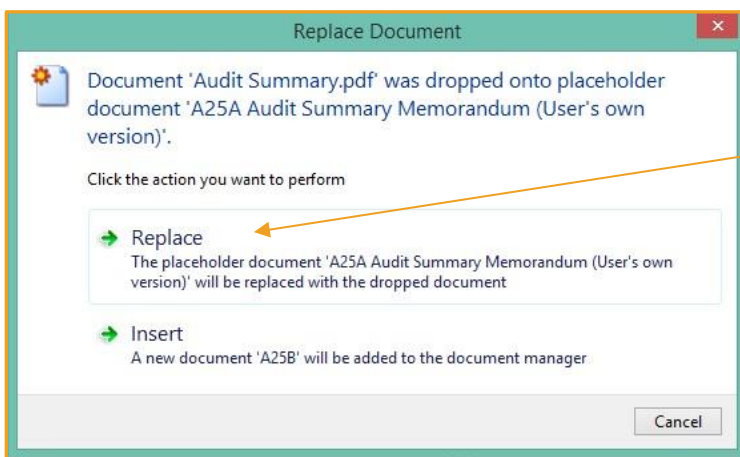 Replace Document
Document 'Audit Summary.pdf' was dropped onto placeholder
document 'A25A Audit Summary Memorandum (User's own
version)'.
Click the action you want to perform
Replace
The placeholder document 'A25A Audit Summary Memorandum (User's own
version)' will be replaced with the dropped document
Insert
A new document 'A25B' will be added to the document manager
Cancel